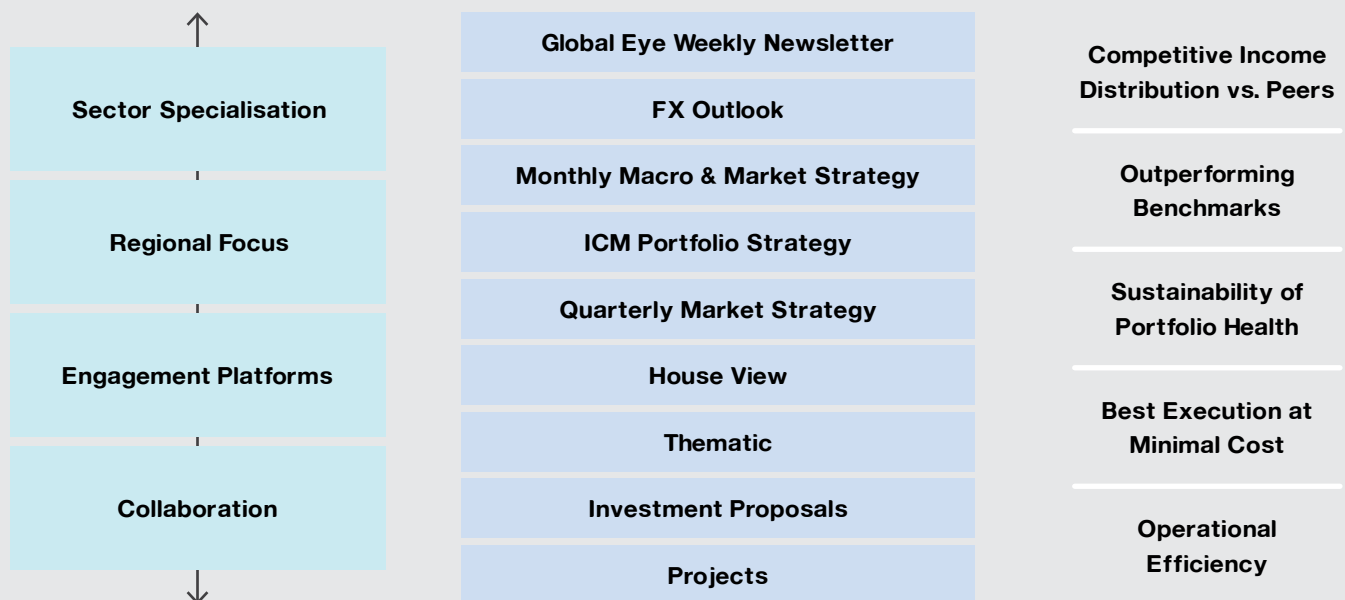 Sector Specialisation
Regional Focus
Engagement Platforms
Collaboration
Global Eye Weekly Newsletter
FX Outlook
Monthly Macro & Market Strategy
ICM Portfolio Strategy
Quarterly Market Strategy
House View
Thematic
Investment Proposals
Projects
Competitive Income
Distribution vs. Peers
Outperforming
Benchmarks
Sustainability of
Portfolio Health
Best Execution at
Minimal Cost
Operational
Efficiency